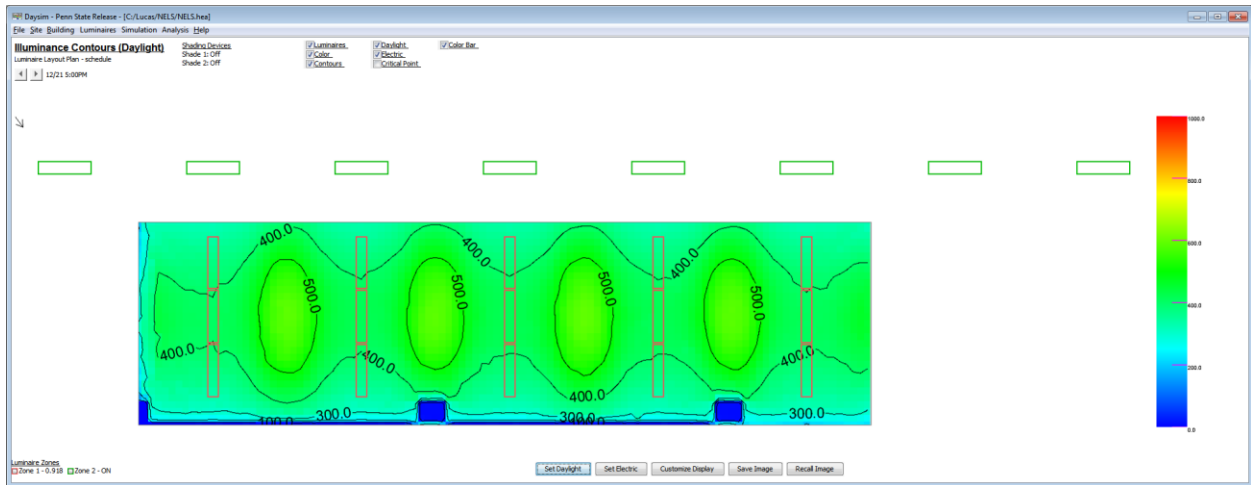 Daysim - Penn State Release - [C:/Lucas/NELS/NELS.hea]
File Site Building Luminaires Simulation Analysis Help
Illuminance Contours (Daylight)
Luminaire Layout Plan - schedule
12/21 5:00PM
Shading Devices
Shade 1: Off
Shade 2: Off
Luminaires
Color
Contours
Daylight
Electric
Critical Point
Color Bar
1000.0
800.0
600.0
400.0
200.0
0.0
400.0
400.0
400.0
400.0
500.0
500.0
500.0
500.0
400.0
400.0
400.0
400.0
100.0
300.0
300.0
300.0
Luminaire Zones
Zone 1 - 0.918 Zone 2 - ON
Set Daylight Set Electric Customize Display Save Image Recall Image